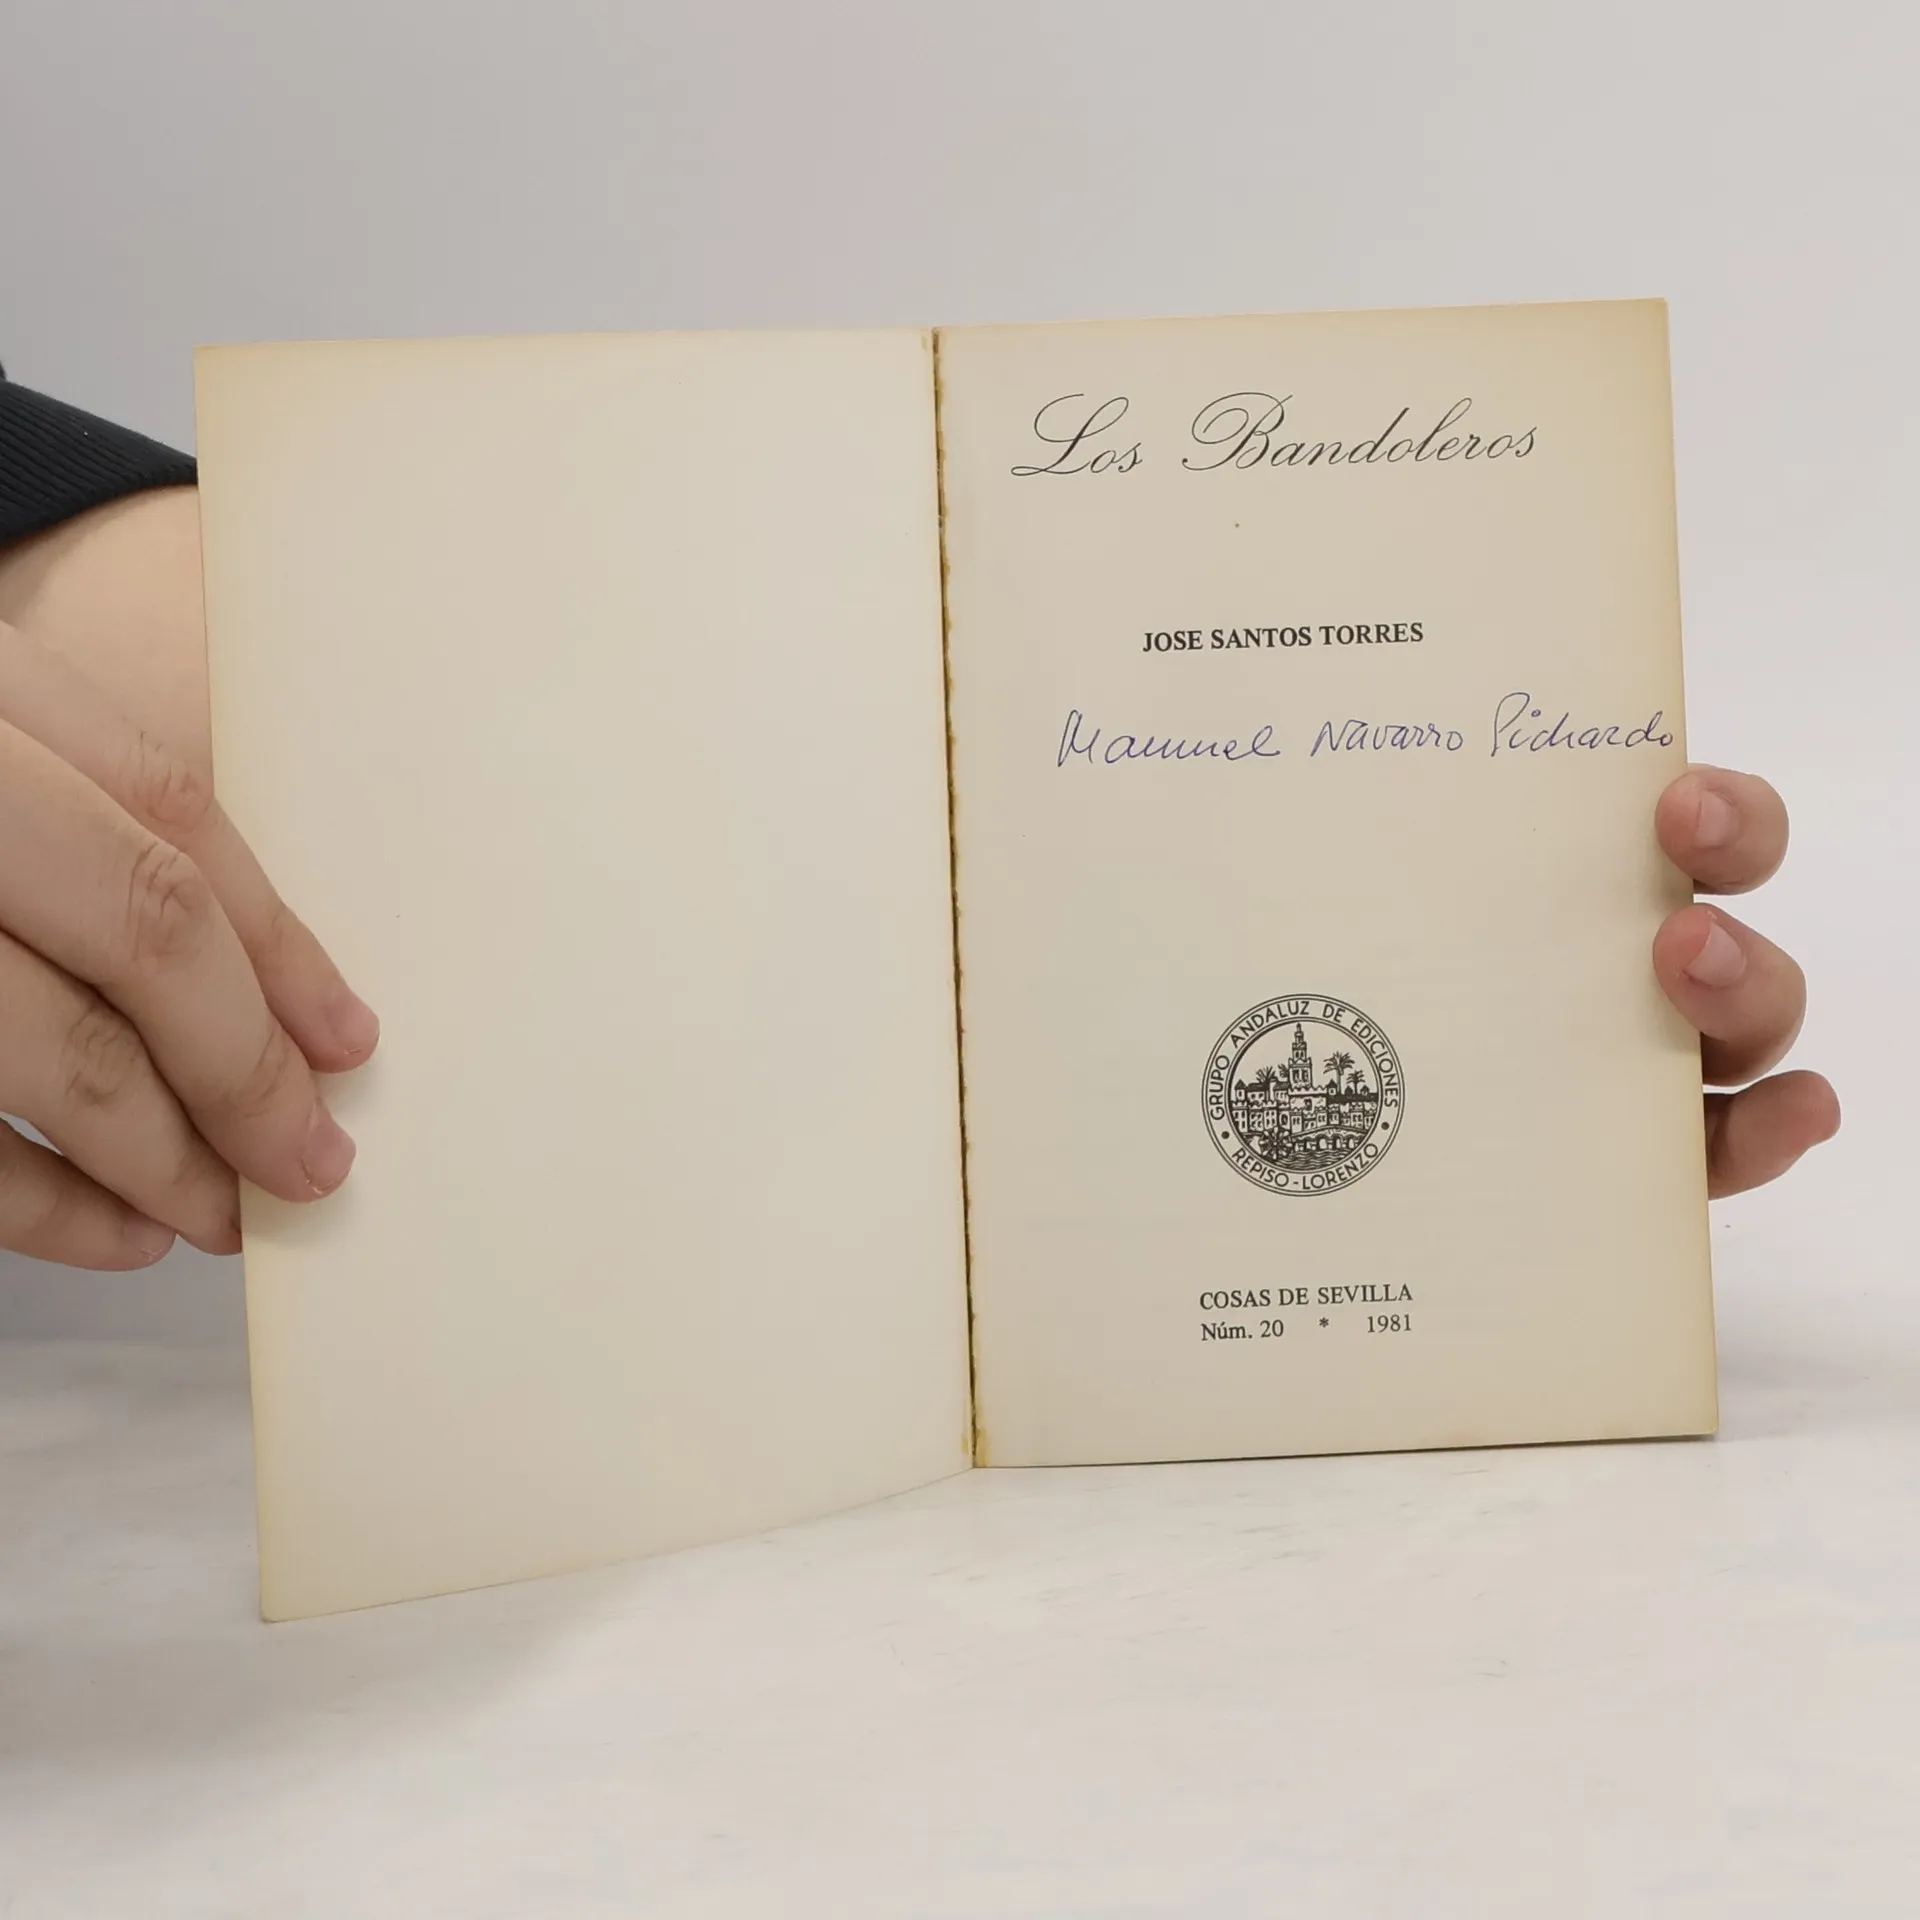 Los Bandoleros
JOSE SANTOS TORRES
Manuel Navarro Pichardo
GRUPO ANDALUZ DE EDICIONES
• REPISO - LORENZO •
COSAS DE SEVILLA
Núm. 20 * 1981